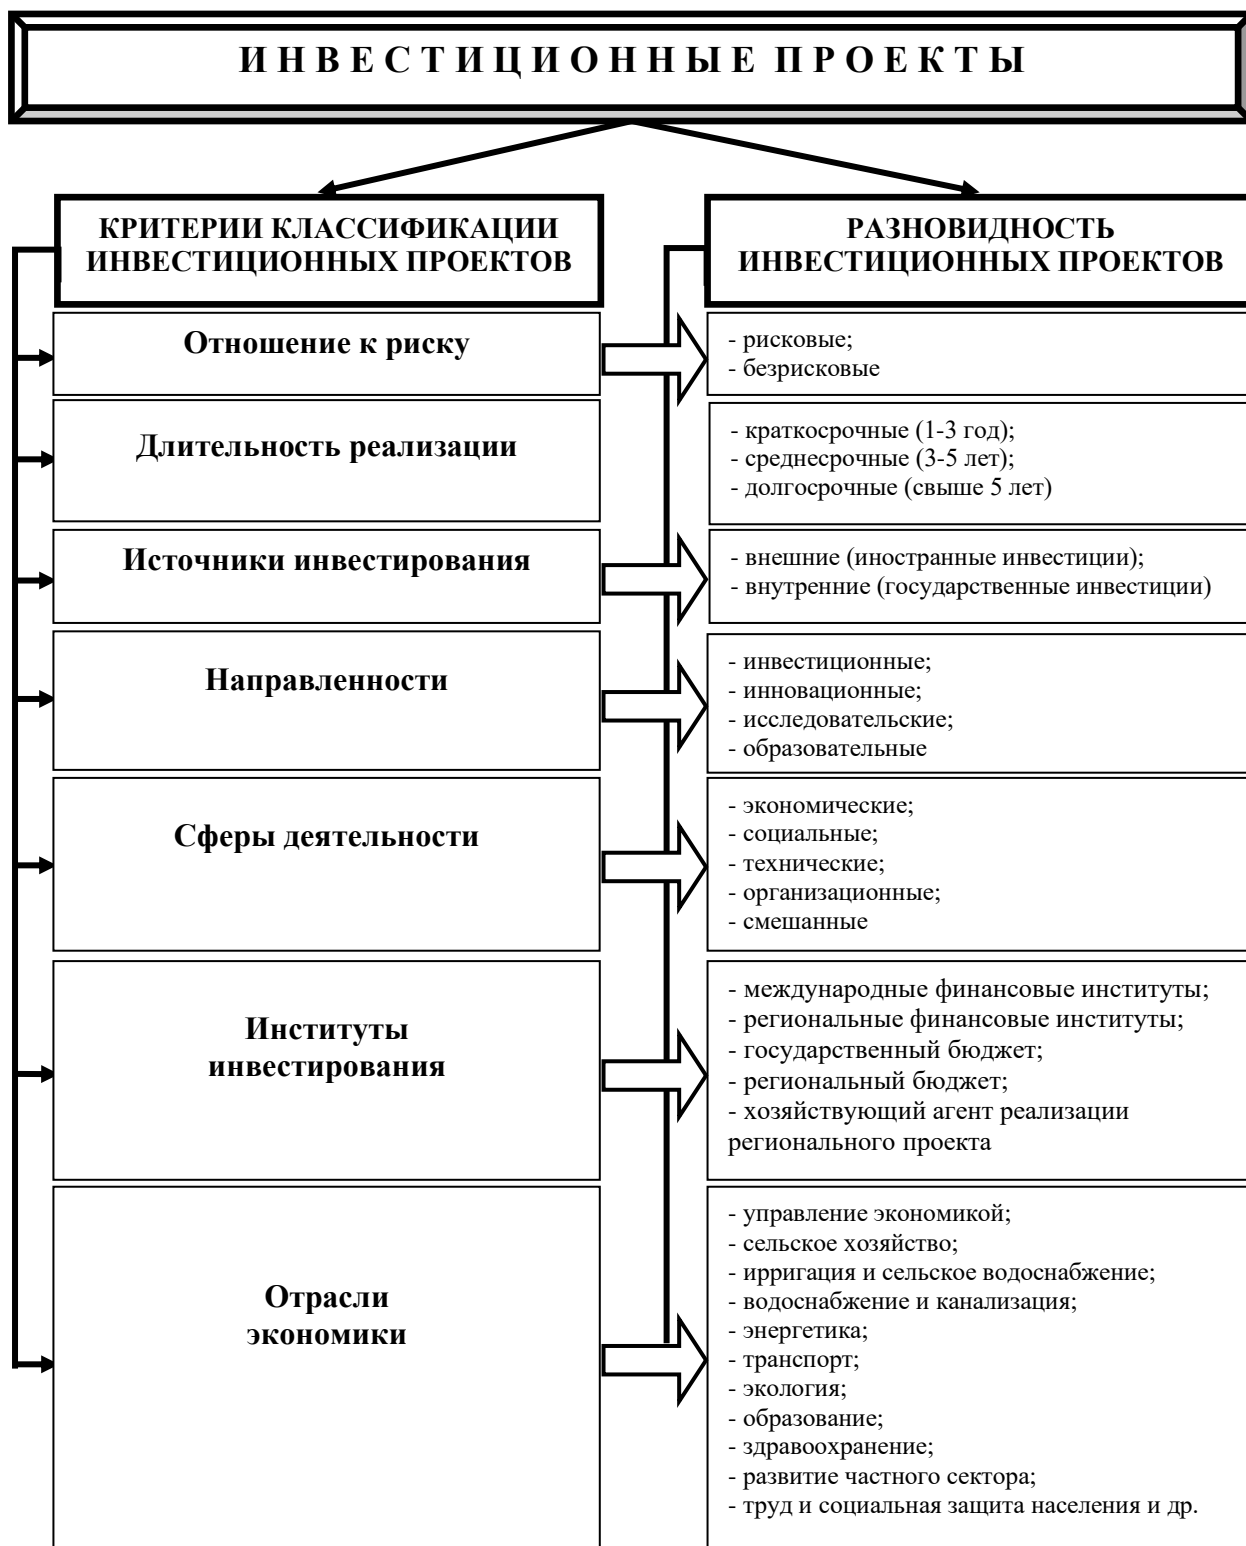 ИНВЕСТИЦИОННЫЕ ПРОЕКТЫ
КРИТЕРИИ КЛАССИФИКАЦИИ
ИНВЕСТИЦИОННЫХ ПРОЕКТОВ
РАЗНОВИДНОСТЬ
ИНВЕСТИЦИОННЫХ ПРОЕКТОВ
Отношение к риску
- рисковые;
- безрисковые
Длительность реализации
- краткосрочные (1-3 год);
- среднесрочные (3-5 лет);
- долгосрочные (свыше 5 лет)
Источники инвестирования
- внешние (иностранные инвестиции);
- внутренние (государственные инвестиции)
Направленности
- инвестиционные;
- инновационные;
- исследовательские;
- образовательные
Сферы деятельности
- экономические;
- социальные;
- технические;
- организационные;
- смешанные
Институты
инвестирования
- международные финансовые институты;
- региональные финансовые институты;
- государственный бюджет;
- региональный бюджет;
- хозяйствующий агент реализации
регионального проекта
Отрасли
экономики
- управление экономикой;
- сельское хозяйство;
- ирригация и сельское водоснабжение;
- водоснабжение и канализация;
- энергетика;
- транспорт;
- экология;
- образование;
- здравоохранение;
- развитие частного сектора;
- труд и социальная защита населения и др.